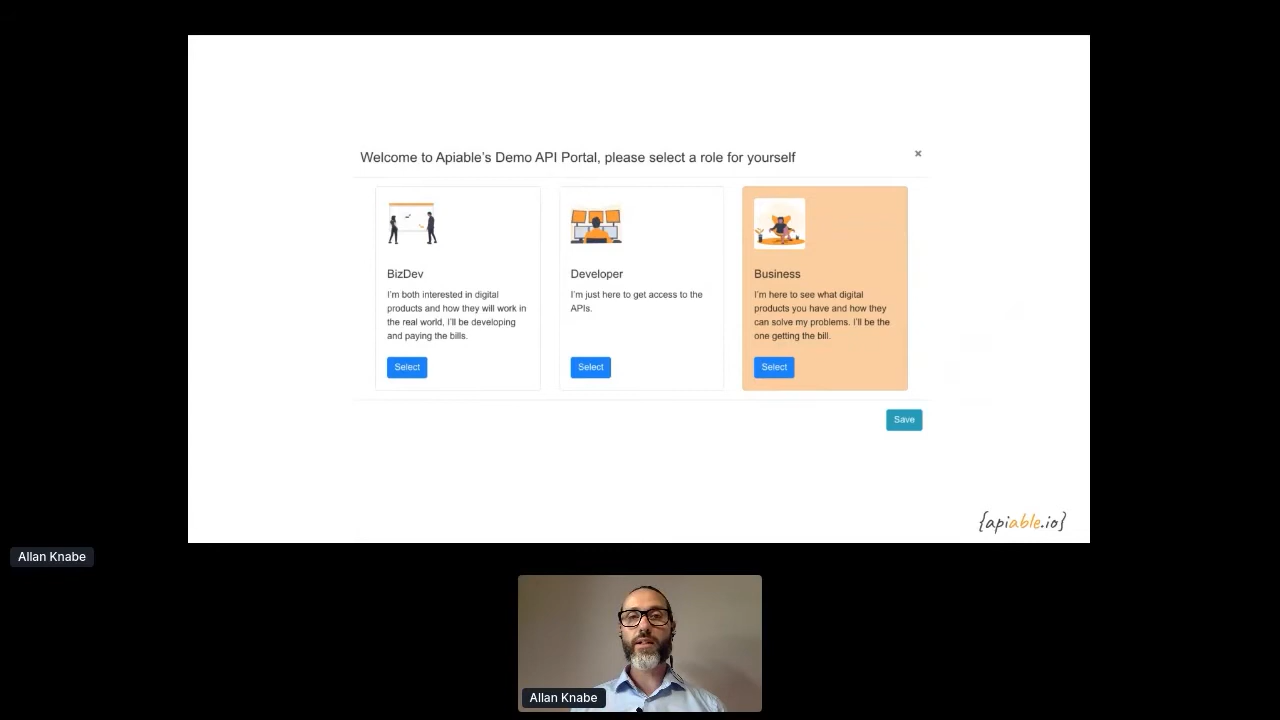 Welcome to Apiable's Demo API Portal, please select a role for yourself
×
BizDev
I'm both interested in digital
products and how they will work in
the real world, I'll be developing
and paying the bills.
Select
Developer
I'm just here to get access to the
APIs.
Select
Business
I'm here to see what digital
products you have and how they
can solve my problems. I'll be the
one getting the bill.
Select
Save
{apiable.io}
Allan Knabe
Allan Knabe